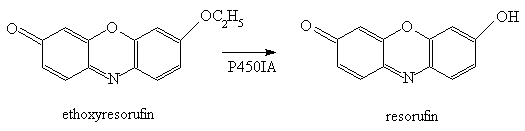 O
O
OC₂H₅
N
P450IA
O
O
OH
N
ethoxyresorufin
resorufin